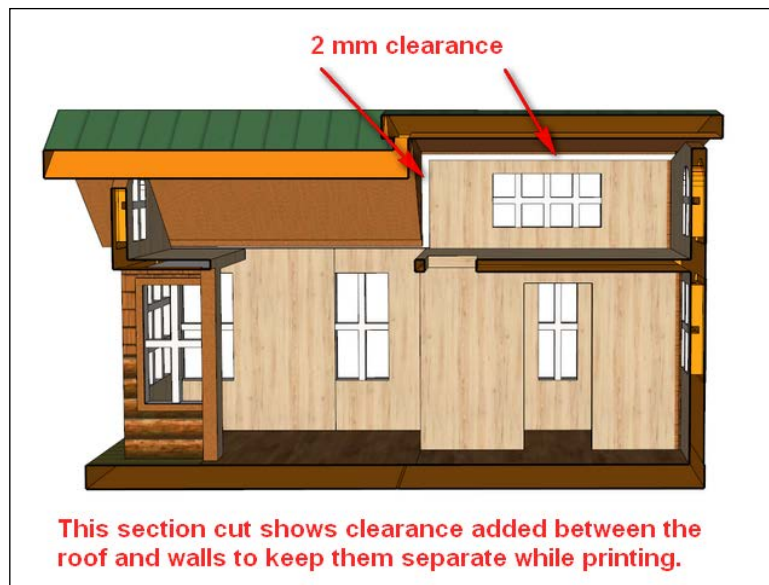 2 mm clearance
This section cut shows clearance added between the
roof and walls to keep them separate while printing.